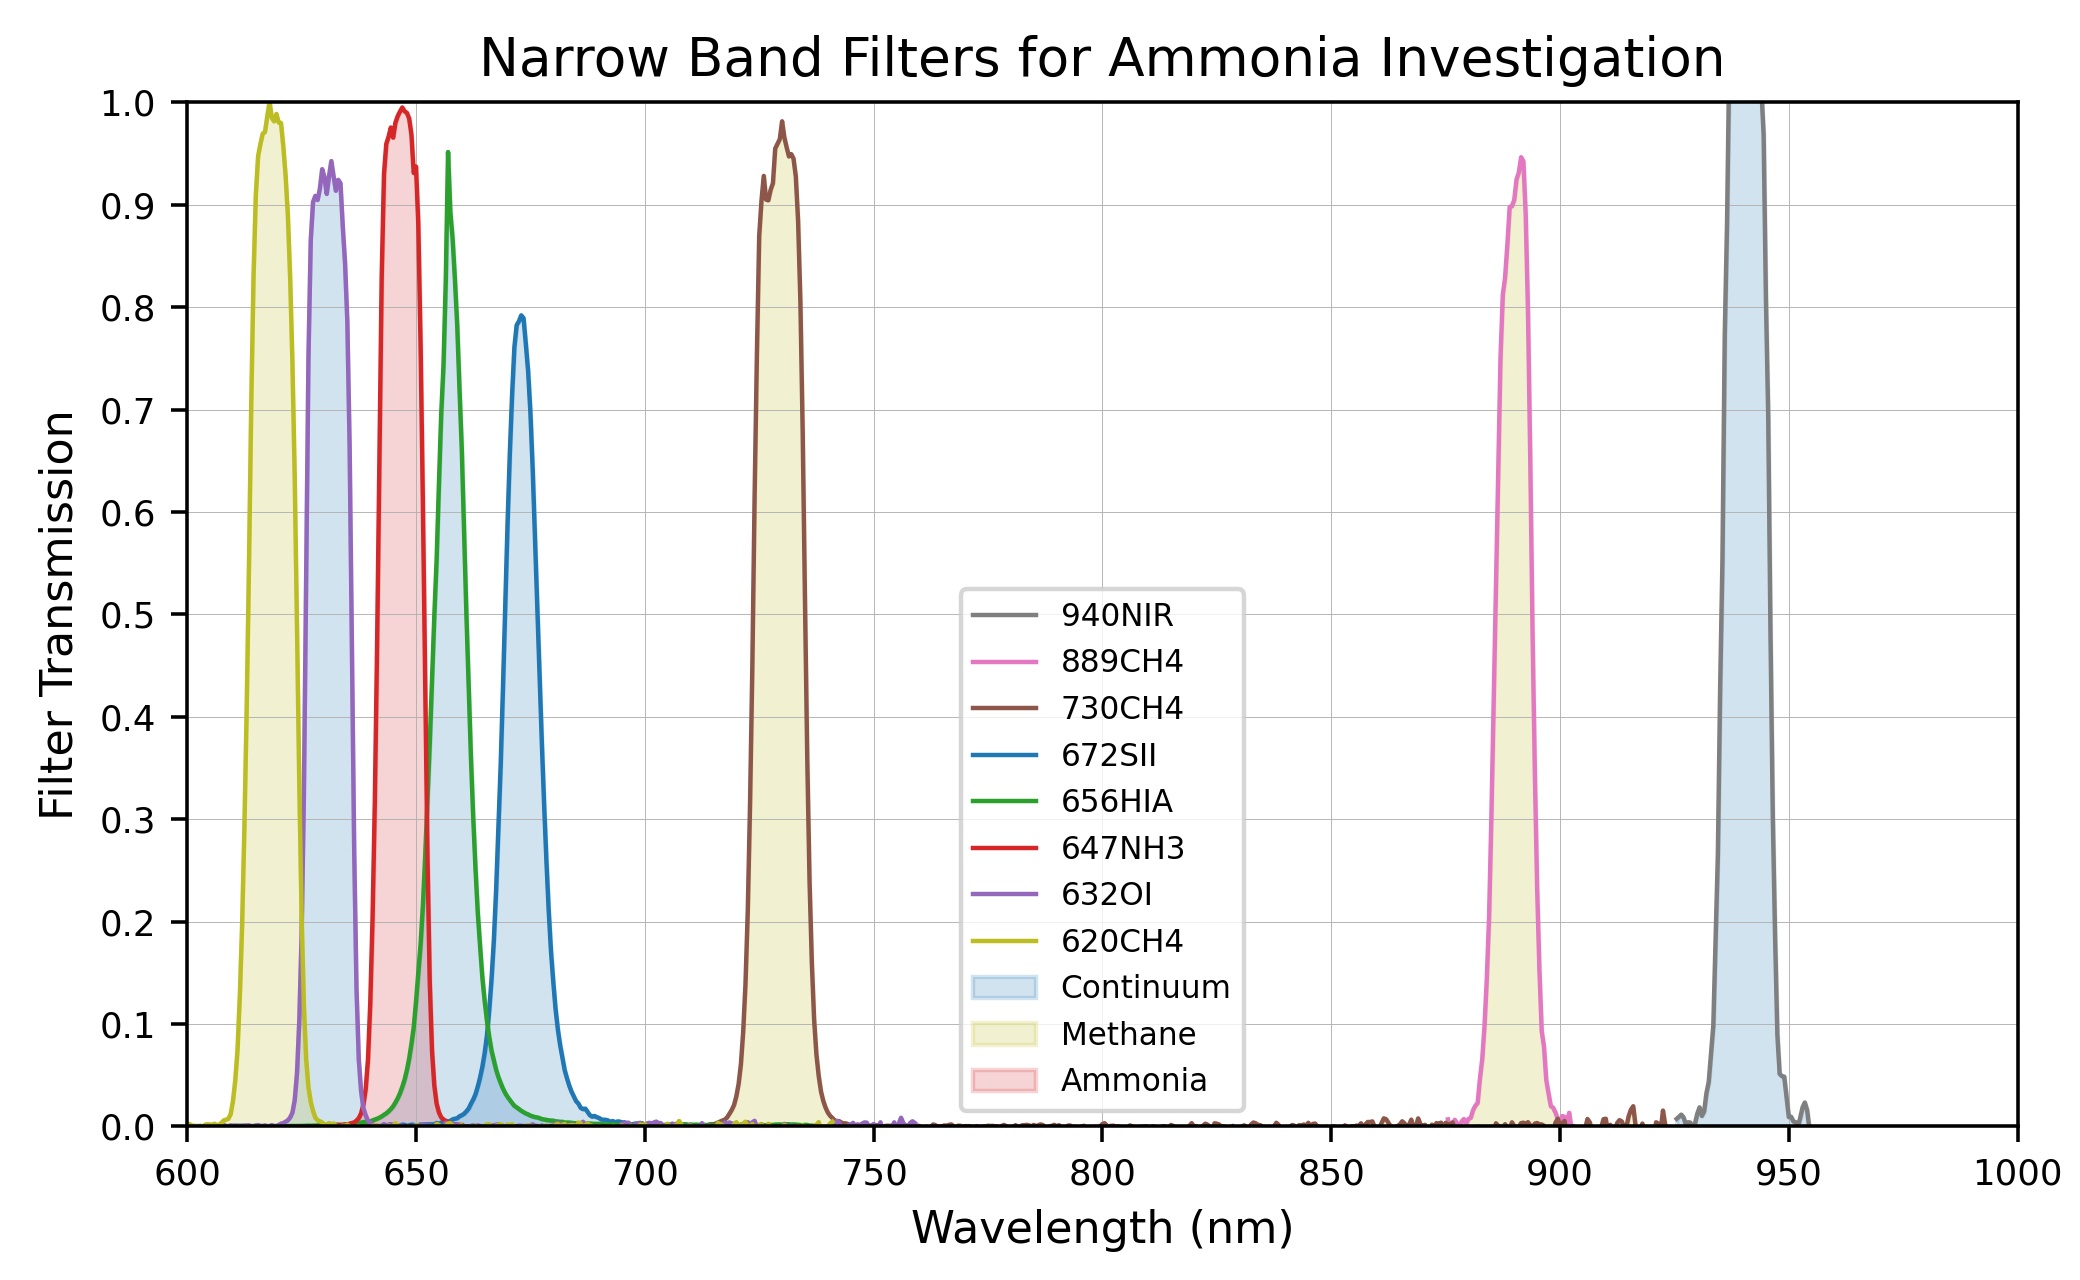 Narrow Band Filters for Ammonia Investigation
1.0
0.9
0.8
0.7
0.6
0.5
0.4
0.3
0.2
0.1
0.0
Filter Transmission
940NIR
889CH4
730CH4
672SII
656HIA
647NH3
632OI
620CH4
Continuum
Methane
Ammonia
600 650 700 750 800 850 900 950 1000
Wavelength (nm)